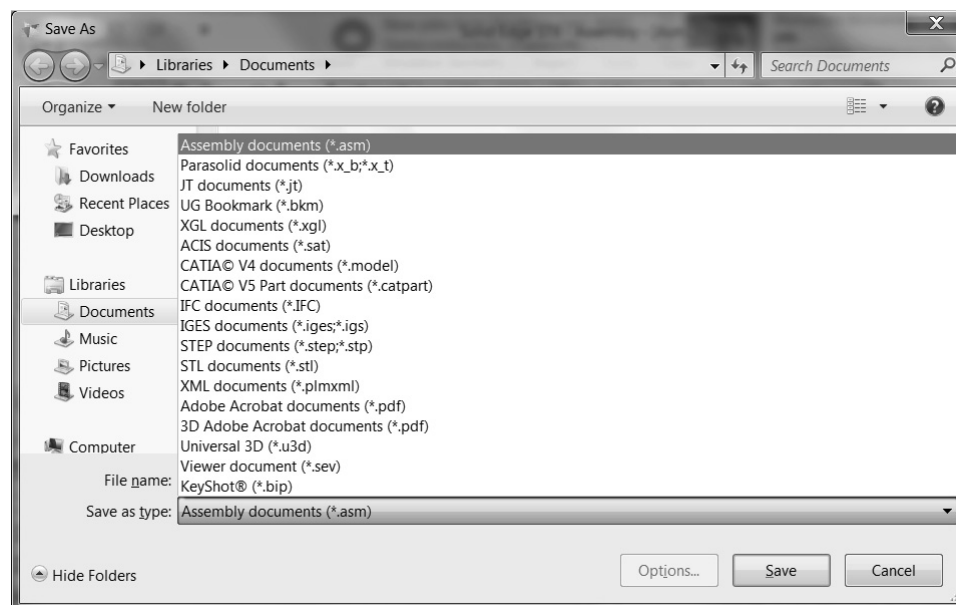 Save As
X
Libraries Documents
Search Documents
Organize New folder
Favorites
Downloads
Recent Places
Desktop
Libraries
Documents
Music
Pictures
Videos
Computer
Assembly documents (*.asm)
Parasolid documents (*.x_b;*.x_t)
JT documents (*.jt)
UG Bookmark (*.bkm)
XGL documents (*.xgl)
ACIS documents (*.sat)
CATIA© V4 documents (*.model)
CATIA© V5 Part documents (*.catpart)
IFC documents (*.IFC)
IGES documents (*.iges;*.igs)
STEP documents (*.step;*.stp)
STL documents (*.stl)
XML documents (*.plmxml)
Adobe Acrobat documents (*.pdf)
3D Adobe Acrobat documents (*.pdf)
Universal 3D (*.u3d)
Viewer document (*.sev)
KeyShot® (*.bip)
File name:
Save as type: Assembly documents (*.asm)
Hide Folders
Options... Save Cancel